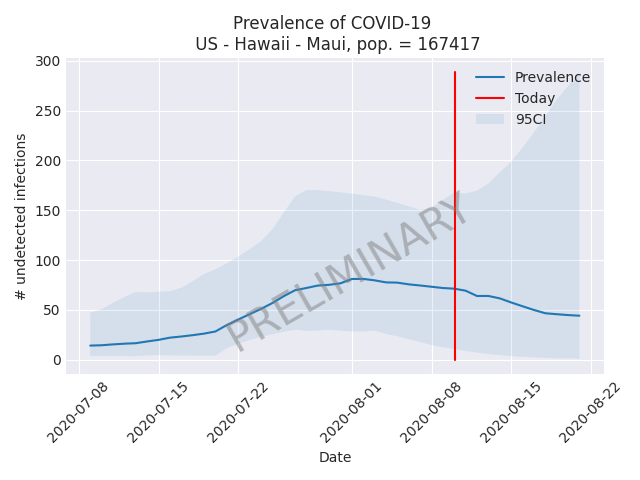 Prevalence of COVID-19
US - Hawaii - Maui, pop. = 167417
300
250
200
150
100
50
0
# undetected infections
Prevalence
Today
95CI
PRELIMINARY
2020-07-08
2020-07-15
2020-07-22
2020-08-01
2020-08-08
2020-08-15
2020-08-22
Date